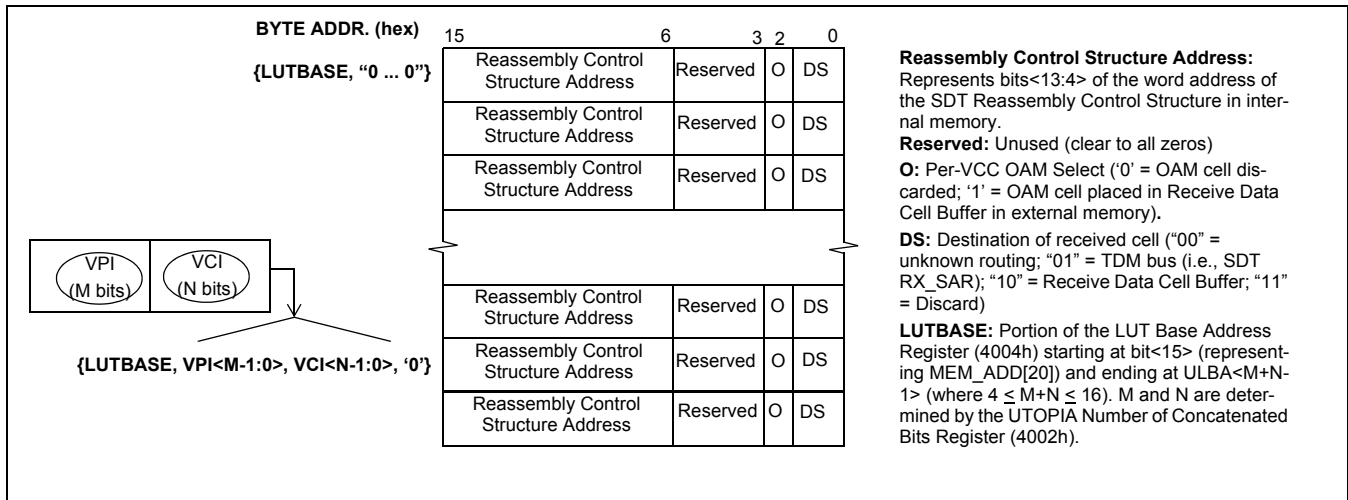 BYTE ADDR. (hex)
15 6 3 2 0
{LUTBASE, “0 ... 0”}
Reassembly Control
Structure Address
Reserved
O
DS
Reassembly Control
Structure Address
Reserved
O
DS
Reassembly Control
Structure Address
Reserved
O
DS
VPI
(M bits)
VCI
(N bits)
{LUTBASE, VPI<M-1:0>, VCI<N-1:0>, ‘0’}
Reassembly Control
Structure Address
Reserved
O
DS
Reassembly Control
Structure Address
Reserved
O
DS
Reassembly Control
Structure Address
Reserved
O
DS
Reassembly Control Structure Address:
Represents bits<13:4> of the word address of
the SDT Reassembly Control Structure in inter-
nal memory.
Reserved: Unused (clear to all zeros)
O: Per-VCC OAM Select (‘0’ = OAM cell dis-
carded; ‘1’ = OAM cell placed in Receive Data
Cell Buffer in external memory).
DS: Destination of received cell (“00” =
unknown routing; “01” = TDM bus (i.e., SDT
RX_SAR); “10” = Receive Data Cell Buffer; “11”
= Discard)
LUTBASE: Portion of the LUT Base Address
Register (4004h) starting at bit<15> (represent-
ing MEM_ADD[20]) and ending at ULBA<M+N-
1> (where 4 ≤ M+N ≤ 16). M and N are deter-
mined by the UTOPIA Number of Concatenated
Bits Register (4002h).